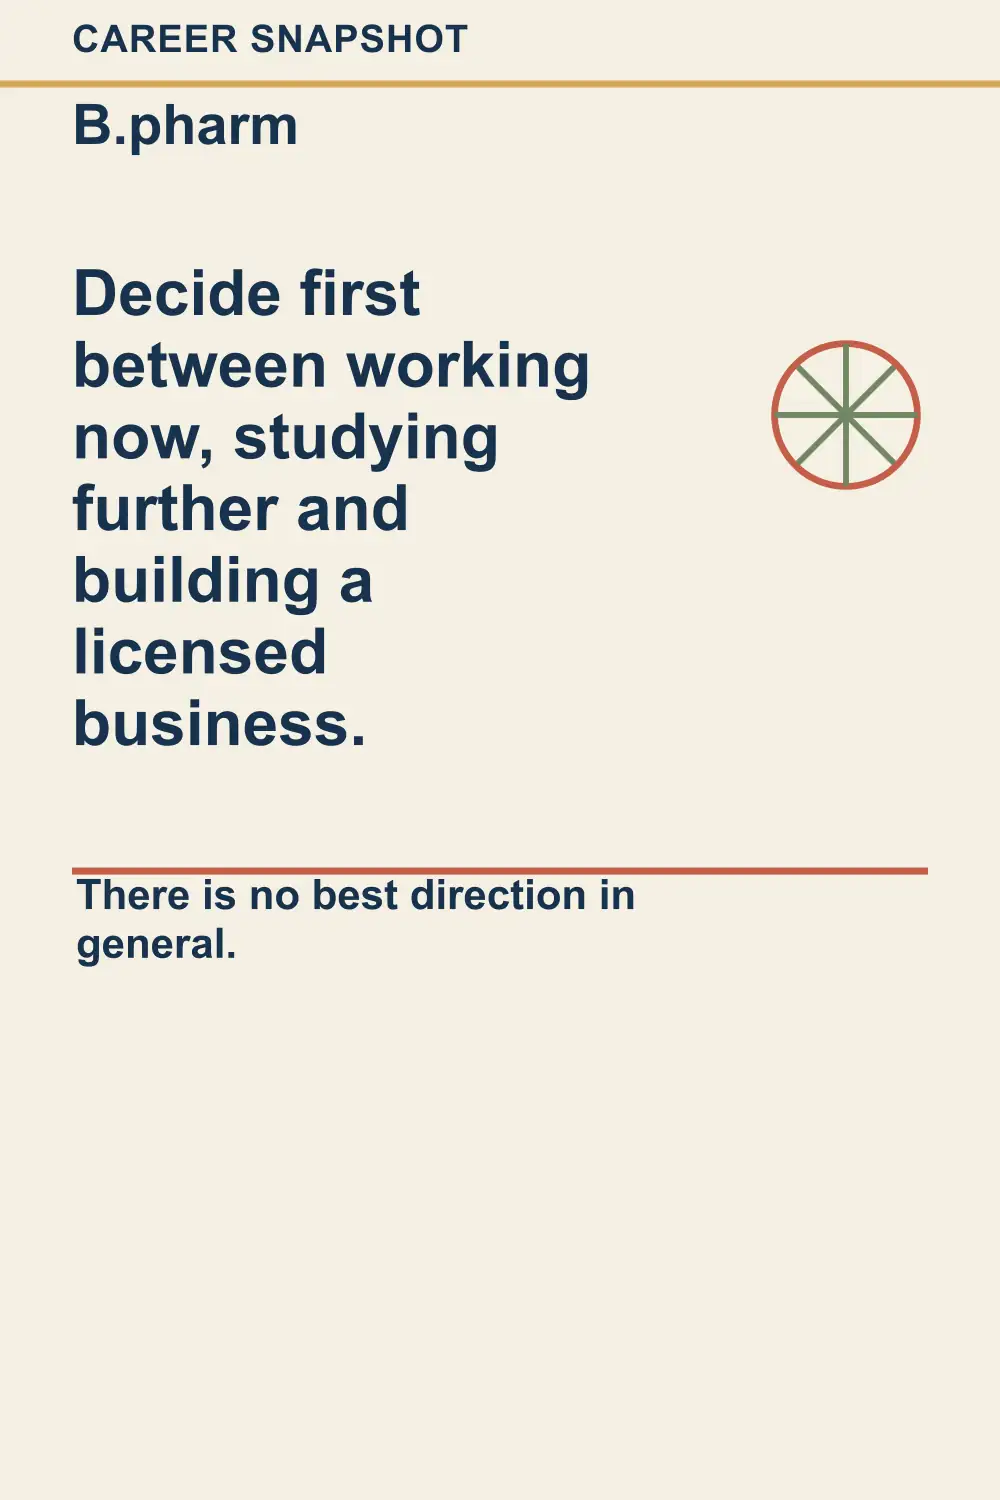 CAREER SNAPSHOT
B.pharm
Decide first
between working
now, studying
further and
building a
licensed
business.
There is no best direction in
general.